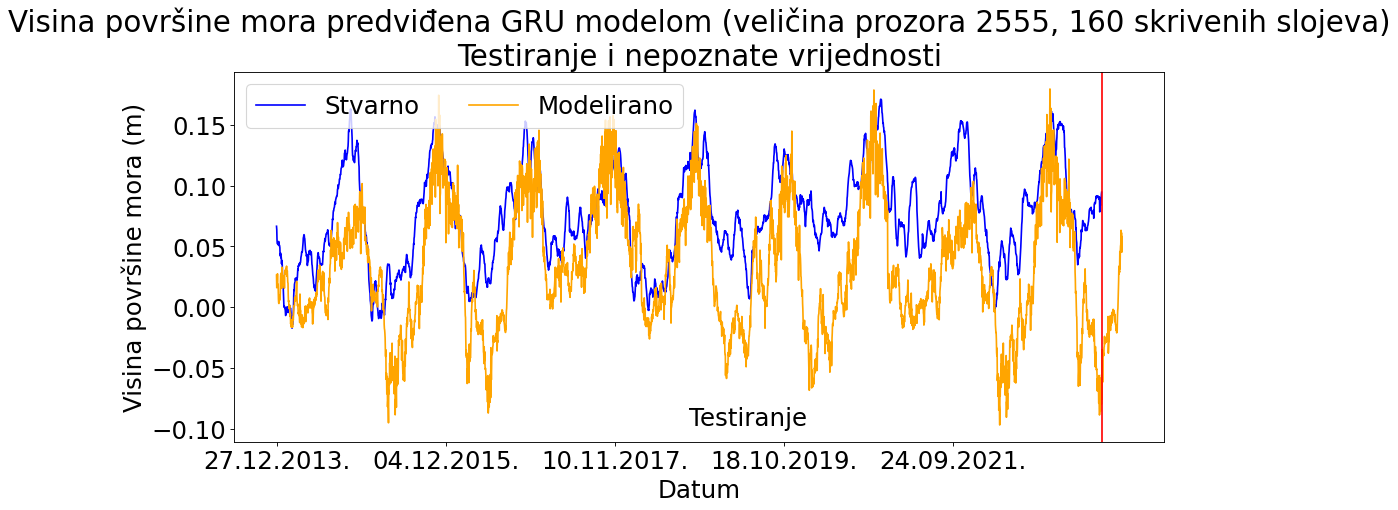 Visina površine mora predviđena GRU modelom (veličina prozora 2555, 160 skrivenih slojeva)
Testiranje i nepoznate vrijednosti
Stvarno Modelirano
Visina površine mora (m)
0.15
0.10
0.05
0.00
−0.05
−0.10
Testiranje
27.12.2013. 04.12.2015. 10.11.2017. 18.10.2019. 24.09.2021.
Datum